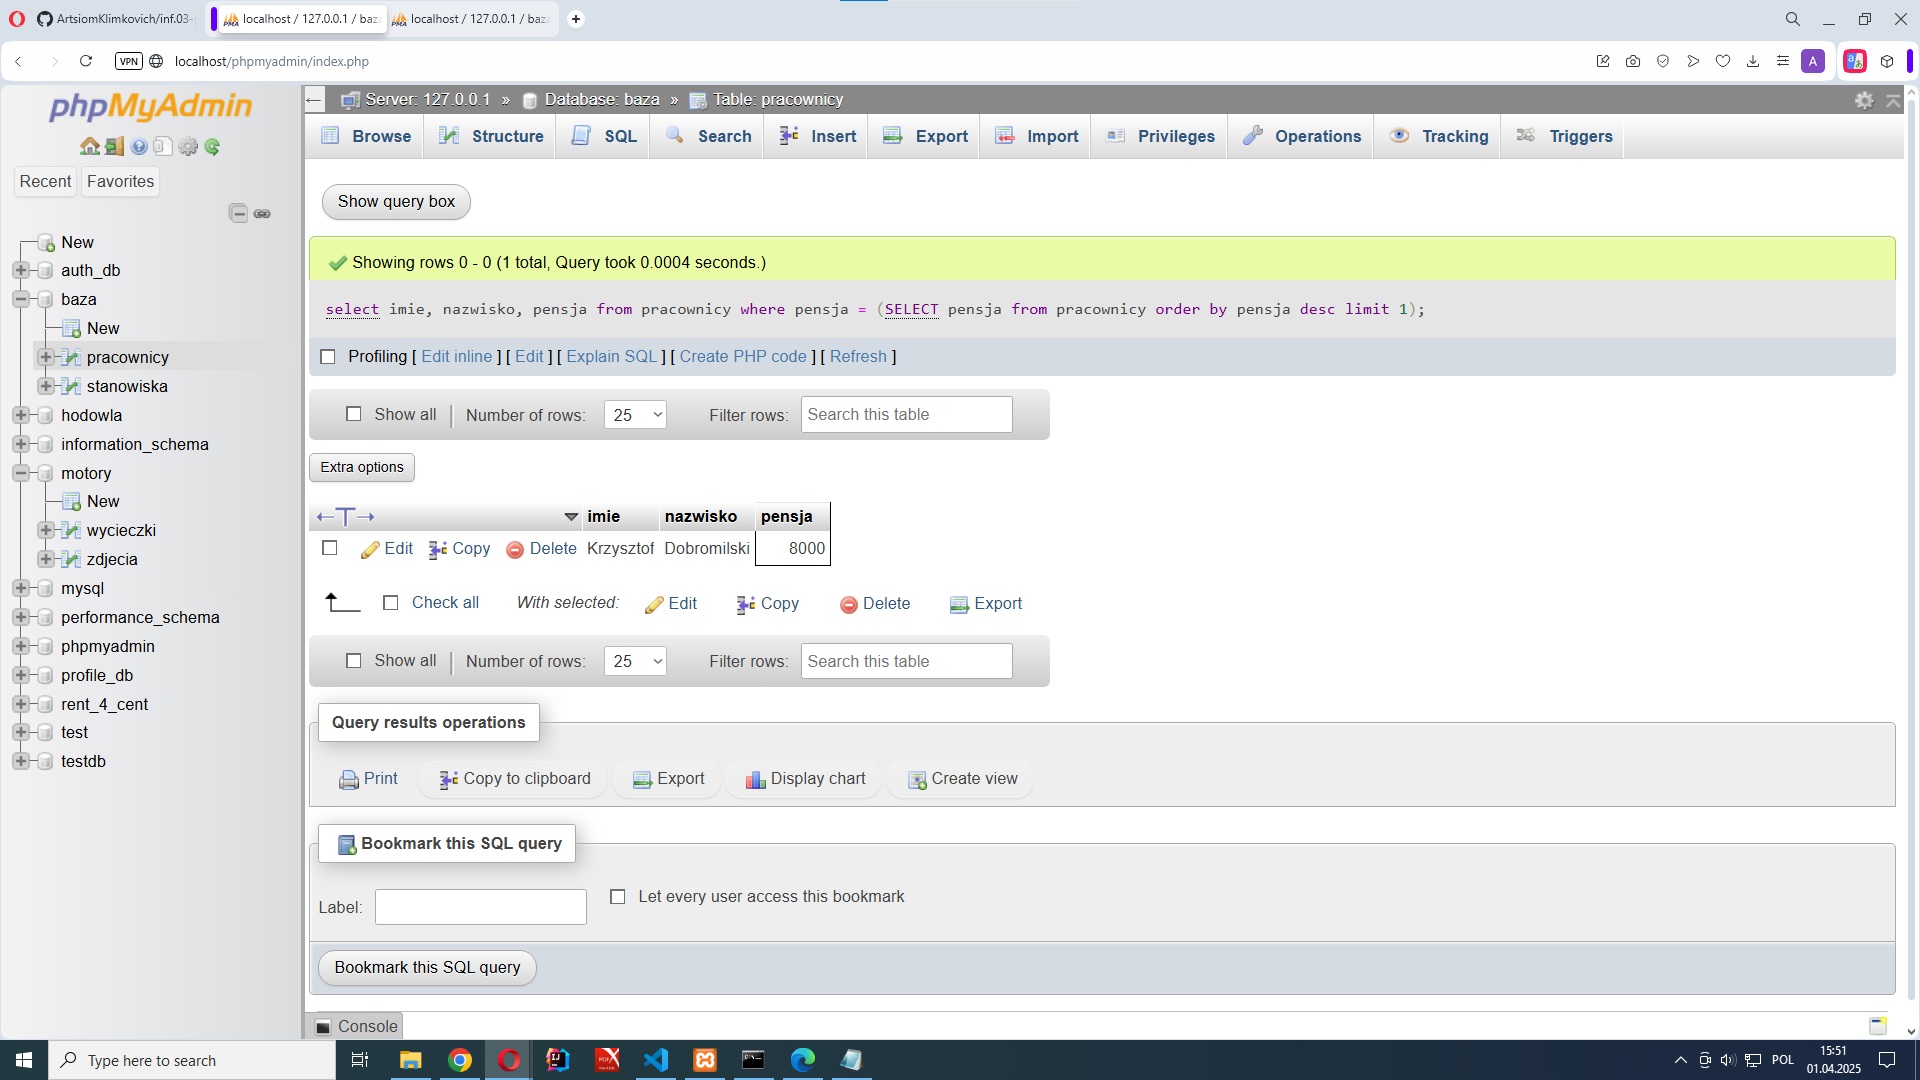 ArtsiomKlimkovich/inf.03-
localhost / 127.0.0.1 / baza
localhost / 127.0.0.1 / baza
VPN
localhost/phpmyadmin/index.php
A
phpMyAdmin
Recent
Favorites
New
auth_db
baza
New
pracownicy
stanowiska
hodowla
information_schema
motory
New
wycieczki
zdjecia
mysql
performance_schema
phpmyadmin
profile_db
rent_4_cent
test
testdb
Server: 127.0.0.1 » Database: baza » Table: pracownicy
Browse Structure SQL Search Insert Export Import Privileges Operations Tracking Triggers
Show query box
Showing rows 0 - 0 (1 total, Query took 0.0004 seconds.)
select imie, nazwisko, pensja from pracownicy where pensja = (SELECT pensja from pracownicy order by pensja desc limit 1);
Profiling [ Edit inline ] [ Edit ] [ Explain SQL ] [ Create PHP code ] [ Refresh ]
Show all Number of rows: 25 Filter rows: Search this table
Extra options
imie nazwisko pensja
Edit Copy Delete Krzysztof Dobromilski 8000
Check all With selected: Edit Copy Delete Export
Show all Number of rows: 25 Filter rows: Search this table
Query results operations
Print Copy to clipboard Export Display chart Create view
Bookmark this SQL query
Label: Let every user access this bookmark
Bookmark this SQL query
Console
Type here to search
POL
15:51
01.04.2025